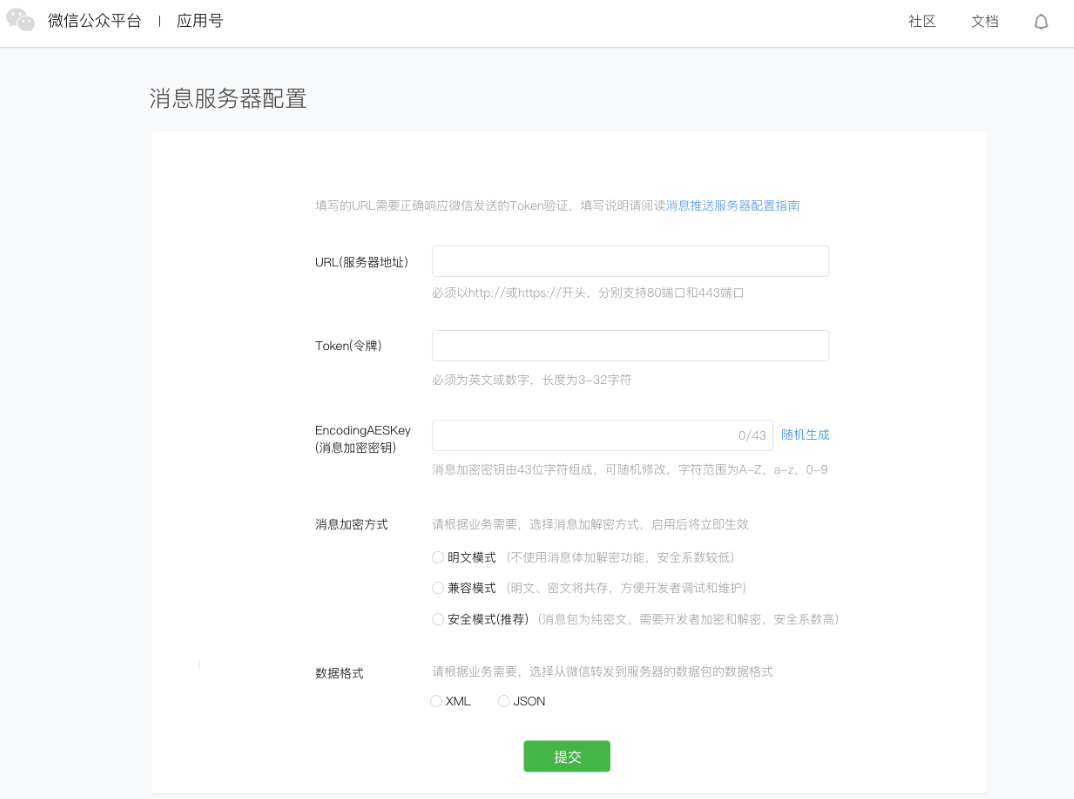 微信公众平台 | 应用号
社区 文档
消息服务器配置
填写的URL需要正确响应微信发送的Token验证，填写说明请阅读消息推送服务器配置指南
URL(服务器地址)
必须以http://或https://开头，分别支持80端口和443端口
Token(令牌)
必须为英文或数字，长度为3-32字符
EncodingAESKey
(消息加密密钥)
0/43 随机生成
消息加密密钥由43位字符组成，可随机修改，字符范围为A-Z，a-z，0-9
消息加密方式 请根据业务需要，选择消息加解密方式，启用后将立即生效
明文模式 (不使用消息体加解密功能，安全系数较低)
兼容模式 (明文、密文将共存，方便开发者调试和维护)
安全模式(推荐) (消息包为纯密文，需要开发者加密和解密，安全系数高)
数据格式 请根据业务需要，选择从微信转发到服务器的数据包的数据格式
XML JSON
提交